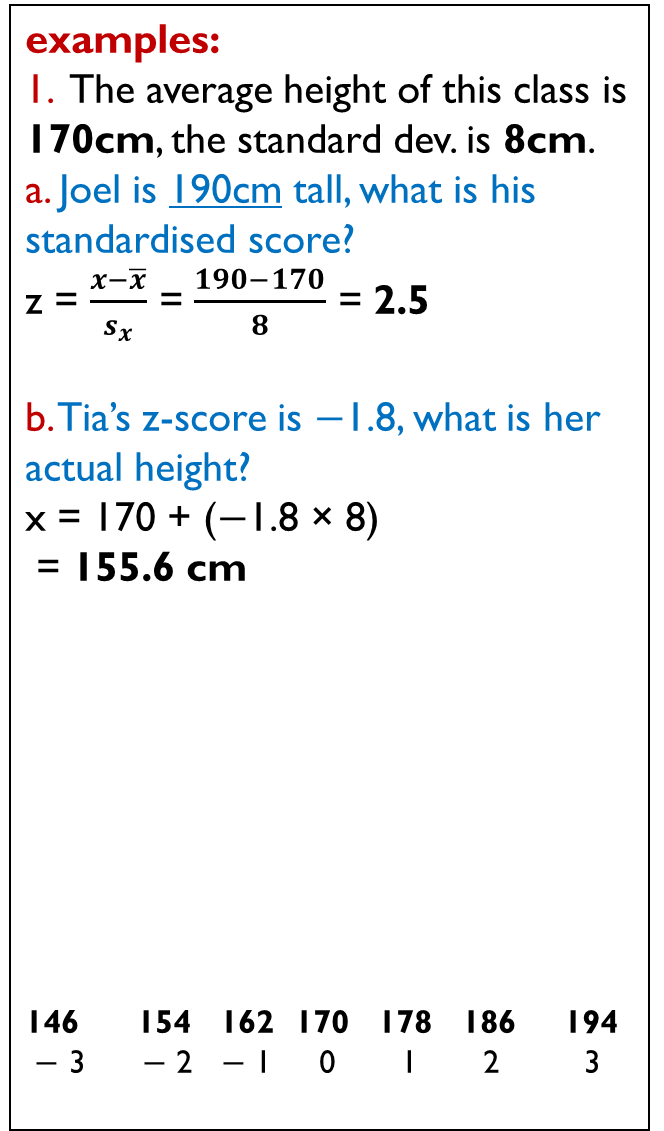 examples:
1. The average height of this class is
170cm, the standard dev. is 8cm.
a. Joel is 190cm tall, what is his
standardised score?
z = \frac{x−x̅}{s_x} = \frac{190−170}{8} = 2.5
b. Tia’s z-score is −1.8, what is her
actual height?
x = 170 + (−1.8 × 8)
= 155.6 cm
146 154 162 170 178 186 194
− 3 − 2 − 1 0 1 2 3